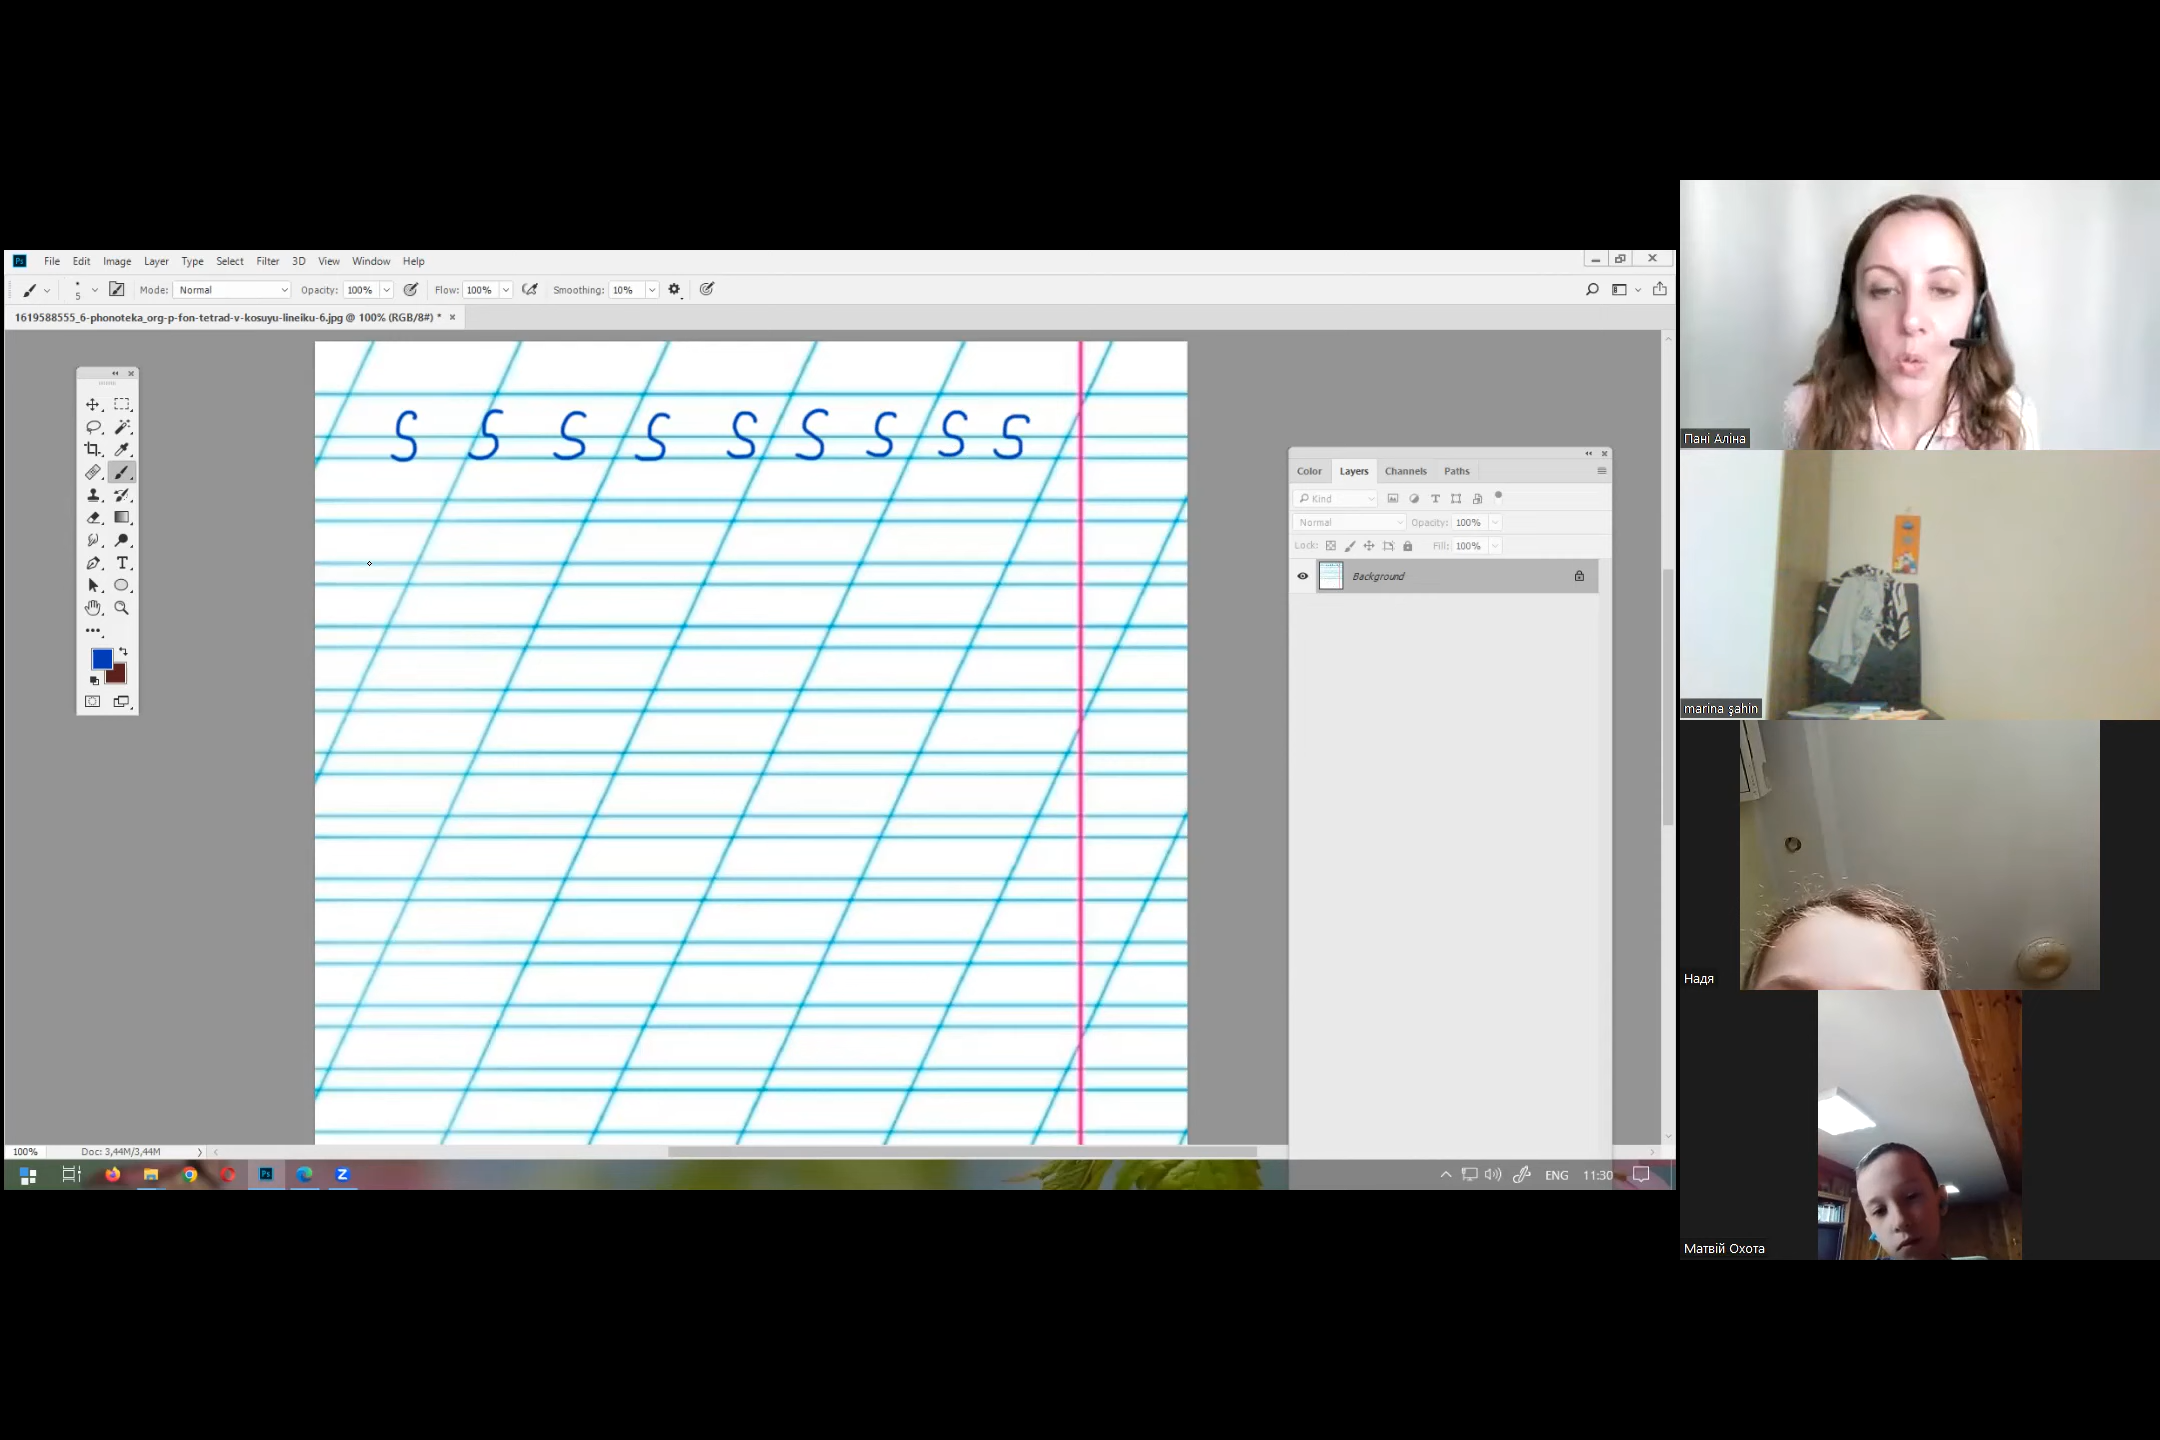 File Edit Image Layer Type Select Filter 3D View Window Help
5 Mode: Normal Opacity: 100% Flow: 100% Smoothing: 10%
1619588555_6-phonoteka_org-p-fon-tetrad-v-kosuyu-lineiku-6.jpg @ 100% (RGB/8#) *
S S S S S S S S S
Color Layers Channels Paths
Kind
Normal Opacity: 100%
Lock: Fill: 100%
Background
100% Doc: 3,44M/3,44M
ENG 11:30
Пані Аліна
marina şahin
Надя
Матвій Охота